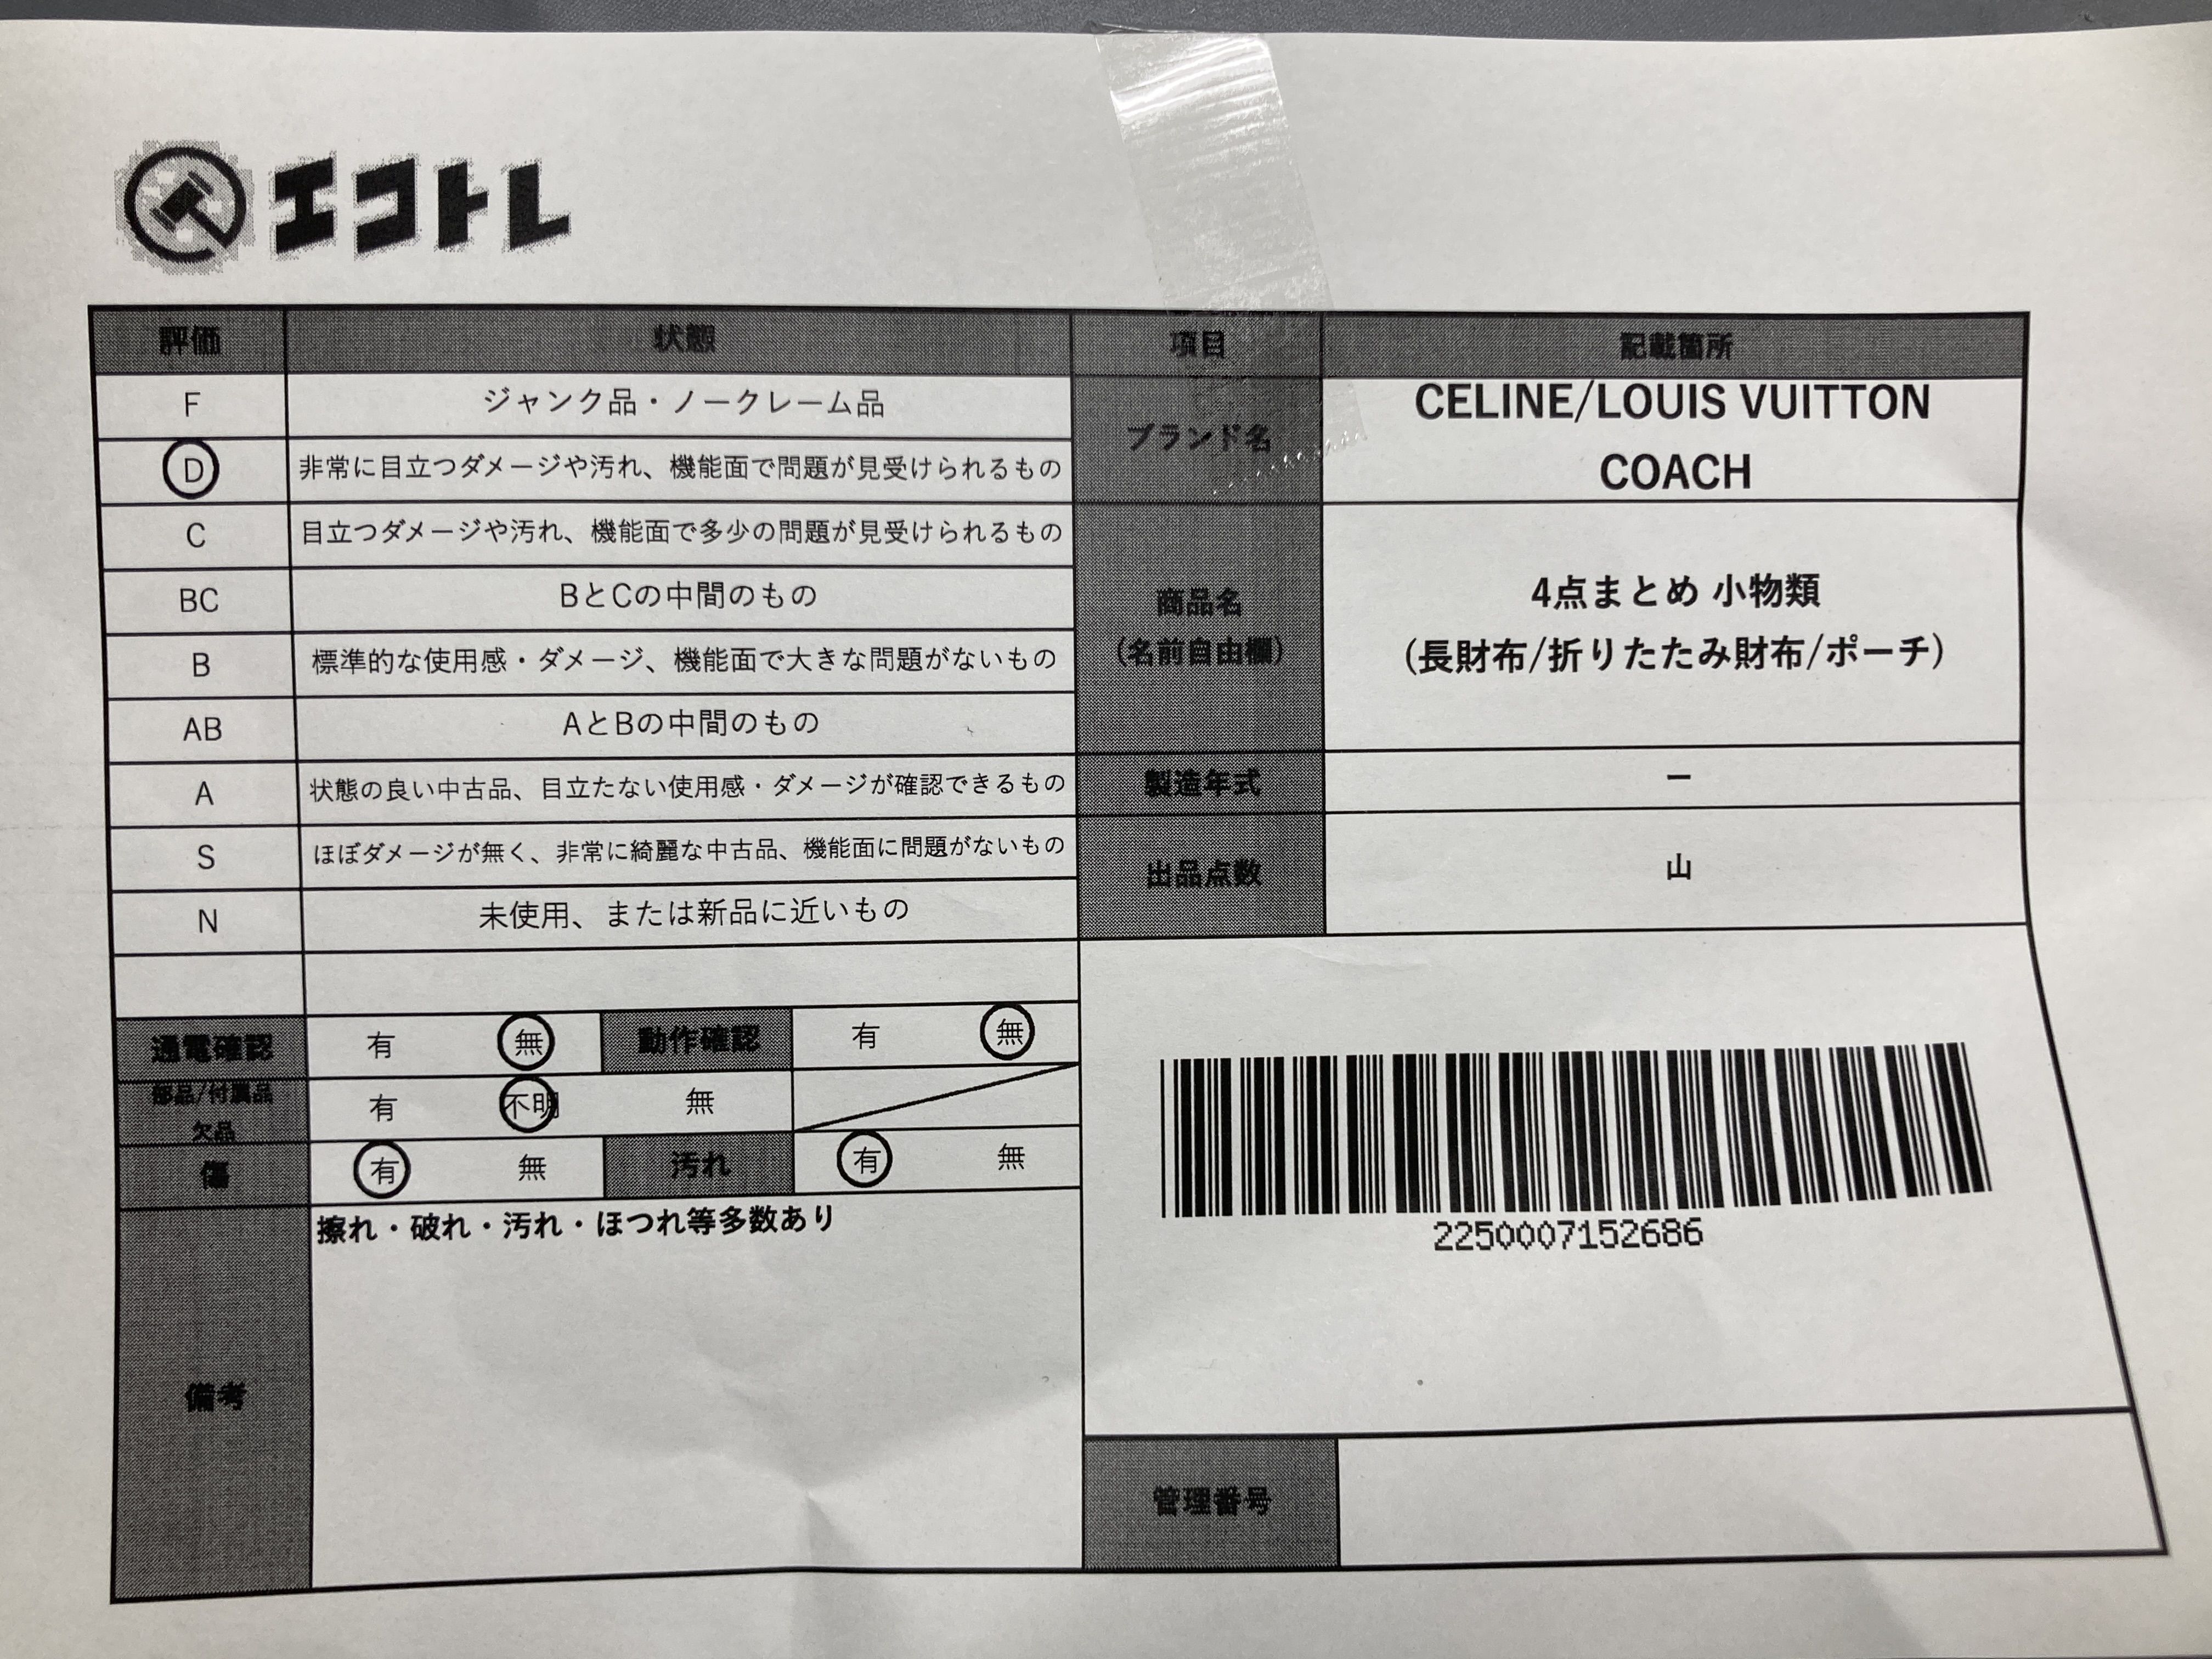 エコトレ
評価 状態 項目 記載箇所
F ジャンク品・ノークレーム品
D 非常に目立つダメージや汚れ、機能面で問題が見受けられるもの
C 目立つダメージや汚れ、機能面で多少の問題が見受けられるもの
BC BとCの中間のもの
B 標準的な使用感・ダメージ、機能面で大きな問題がないもの
AB AとBの中間のもの
A 状態の良い中古品、目立たない使用感・ダメージが確認できるもの
S ほぼダメージが無く、非常に綺麗な中古品、機能面に問題がないもの
N 未使用、または新品に近いもの
ブランド名
CELINE/LOUIS VUITTON
COACH
商品名
(名前自由欄)
4点まとめ 小物類
(長財布/折りたたみ財布/ポーチ)
製造年式 ー
出品点数 山
通電確認 有 無 動作確認 有 無
部品/付属品
欠品
有 不明 無
傷 有 無 汚れ 有 無
備考
擦れ・破れ・汚れ・ほつれ等多数あり
2250007152686
管理番号